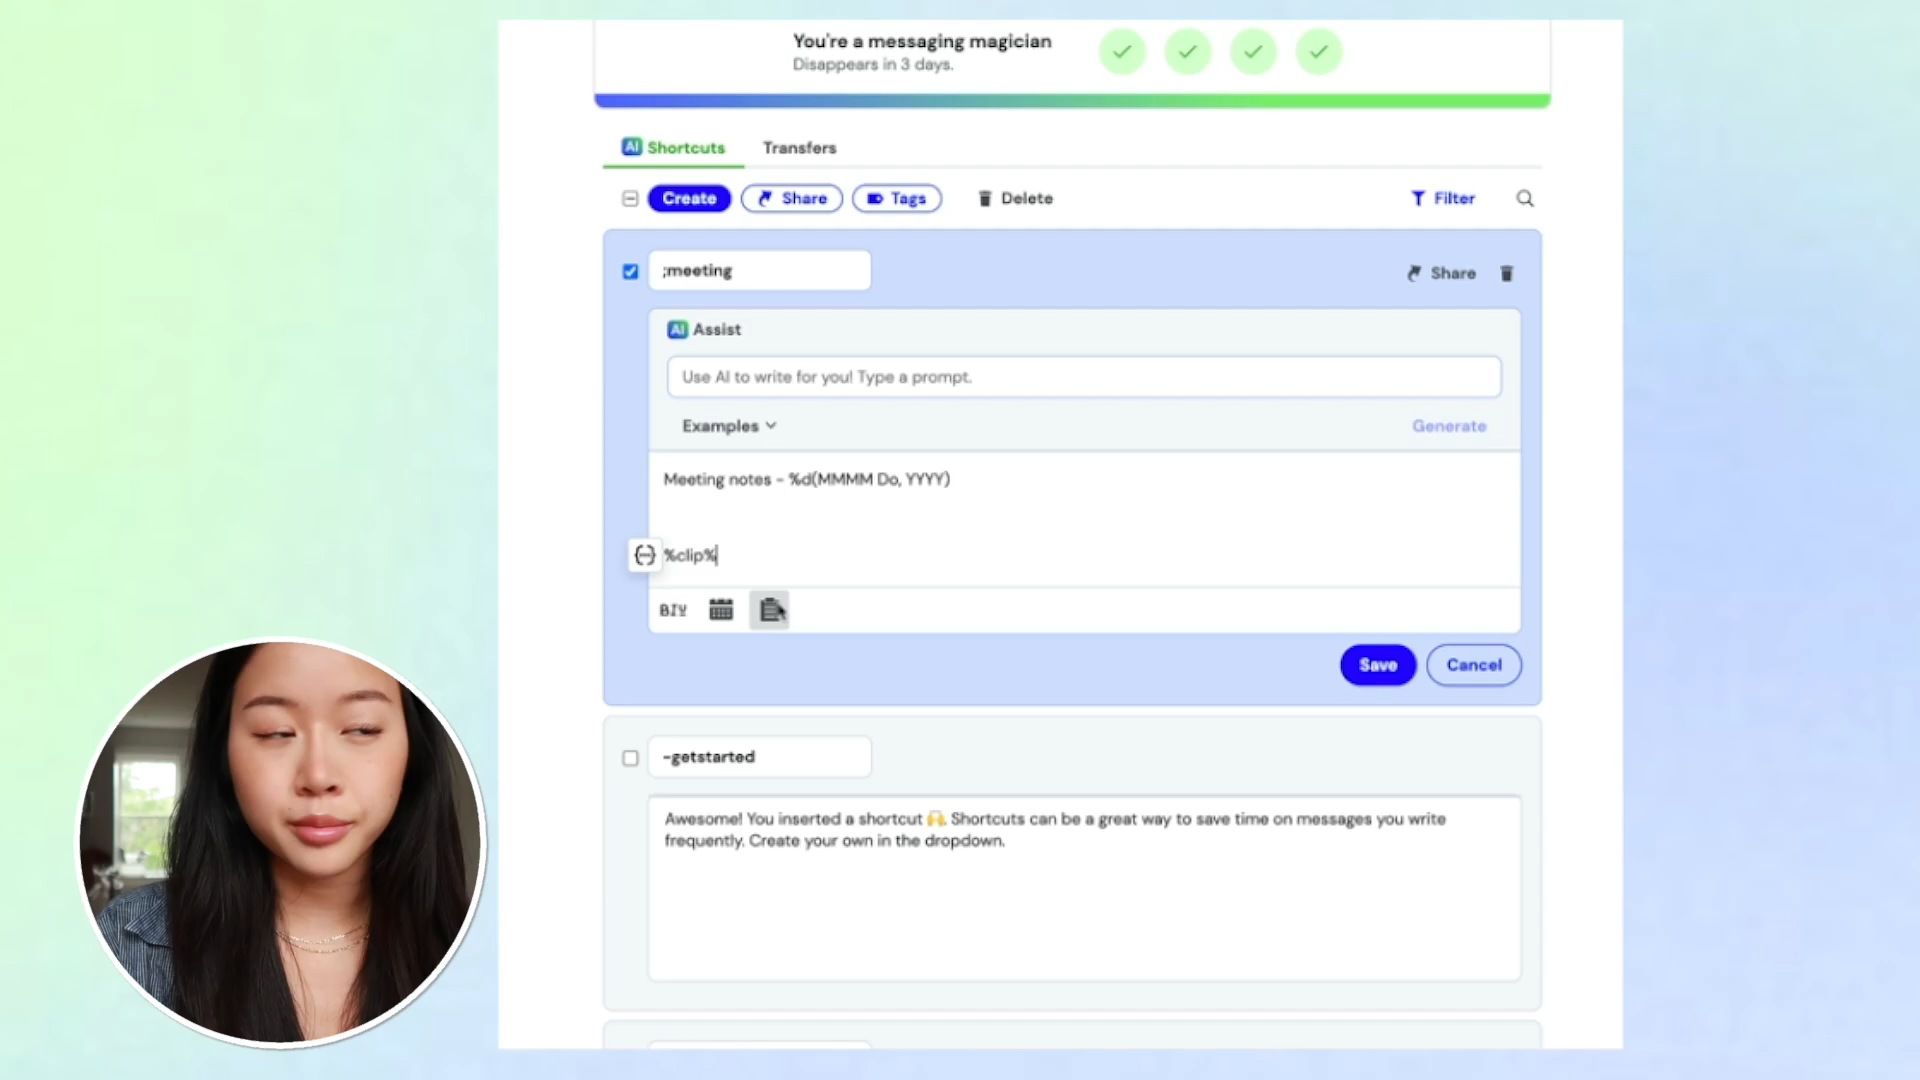 You're a messaging magician
Disappears in 3 days.
AI Shortcuts Transfers
Create Share Tags Delete Filter
;meeting Share
AI Assist
Use AI to write for you! Type a prompt.
Examples Generate
Meeting notes - %d(MMMM Do, YYYY)
{-} %clip%
BIU
Save Cancel
-getstarted
Awesome! You inserted a shortcut 🙌. Shortcuts can be a great way to save time on messages you write
frequently. Create your own in the dropdown.